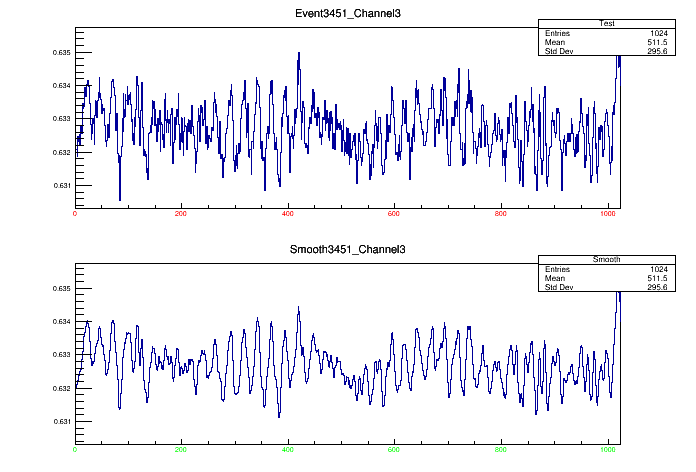 Event3451_Channel3
Test
Entries 1024
Mean 511.5
Std Dev 295.6
0.635
0.634
0.633
0.632
0.631
0 200 400 600 800 1000
Smooth3451_Channel3
Smooth
Entries 1024
Mean 511.5
Std Dev 295.6
0.635
0.634
0.633
0.632
0.631
0 200 400 600 800 1000